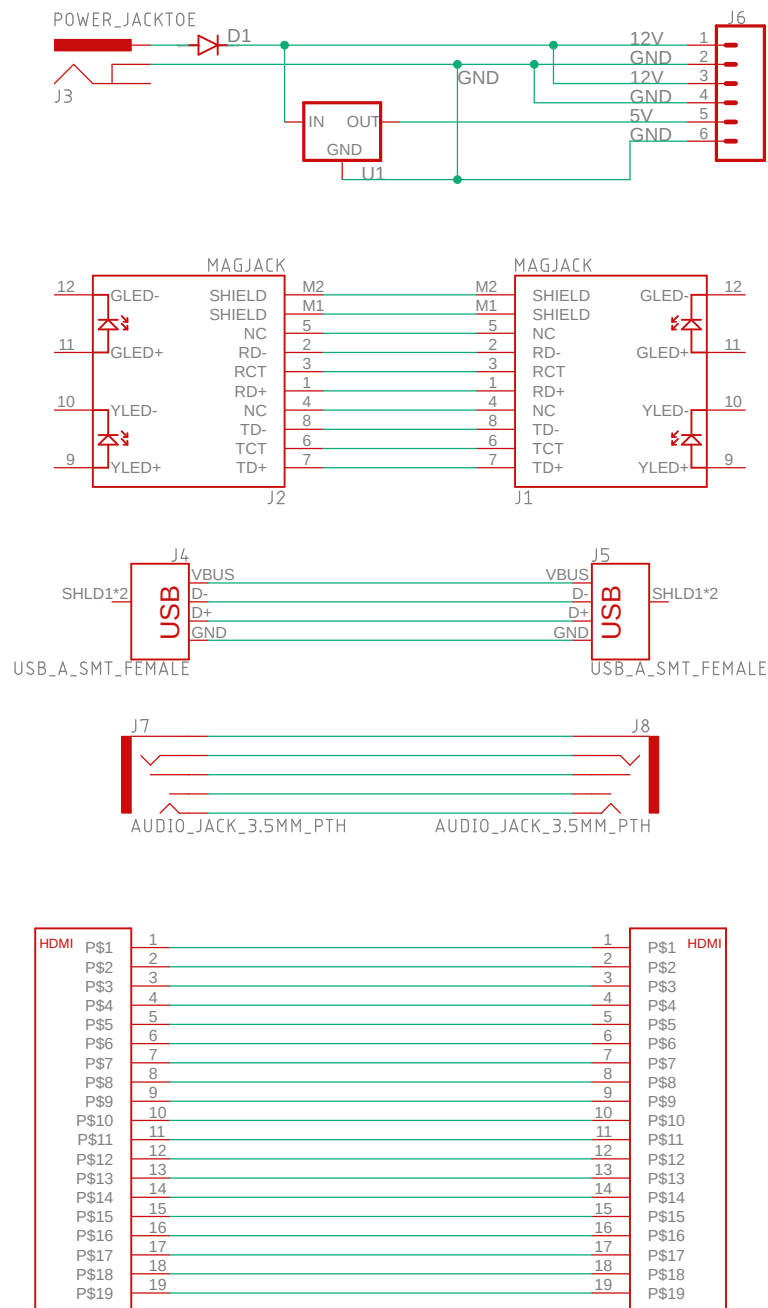 POWER_JACKTOE
J6
D1
12V 1
GND 2
GND
12V 3
J3
GND 4
IN OUT
5V 5
GND
GND 6
U1
MAGJACK MAGJACK
12 GLED- SHIELD M2 M2 SHIELD GLED- 12
SHIELD M1 M1 SHIELD
NC 5 5 NC
11 GLED+ RD- 2 2 RD- GLED+ 11
RCT 3 3 RCT
RD+ 1 1 RD+
10 YLED- NC 4 4 NC YLED- 10
TD- 8 8 TD-
TCT 6 6 TCT
9 YLED+ TD+ 7 7 TD+ YLED+ 9
J2 J1
J4 J5
VBUS VBUS
SHLD1*2 USB D- D- USB SHLD1*2
D+ D+
GND GND
USB_A_SMT_FEMALE USB_A_SMT_FEMALE
J7 J8
AUDIO_JACK_3.5MM_PTH AUDIO_JACK_3.5MM_PTH
HDMI P$1 1 1 P$1 HDMI
P$2 2 2 P$2
P$3 3 3 P$3
P$4 4 4 P$4
P$5 5 5 P$5
P$6 6 6 P$6
P$7 7 7 P$7
P$8 8 8 P$8
P$9 9 9 P$9
P$10 10 10 P$10
P$11 11 11 P$11
P$12 12 12 P$12
P$13 13 13 P$13
P$14 14 14 P$14
P$15 15 15 P$15
P$16 16 16 P$16
P$17 17 17 P$17
P$18 18 18 P$18
P$19 19 19 P$19